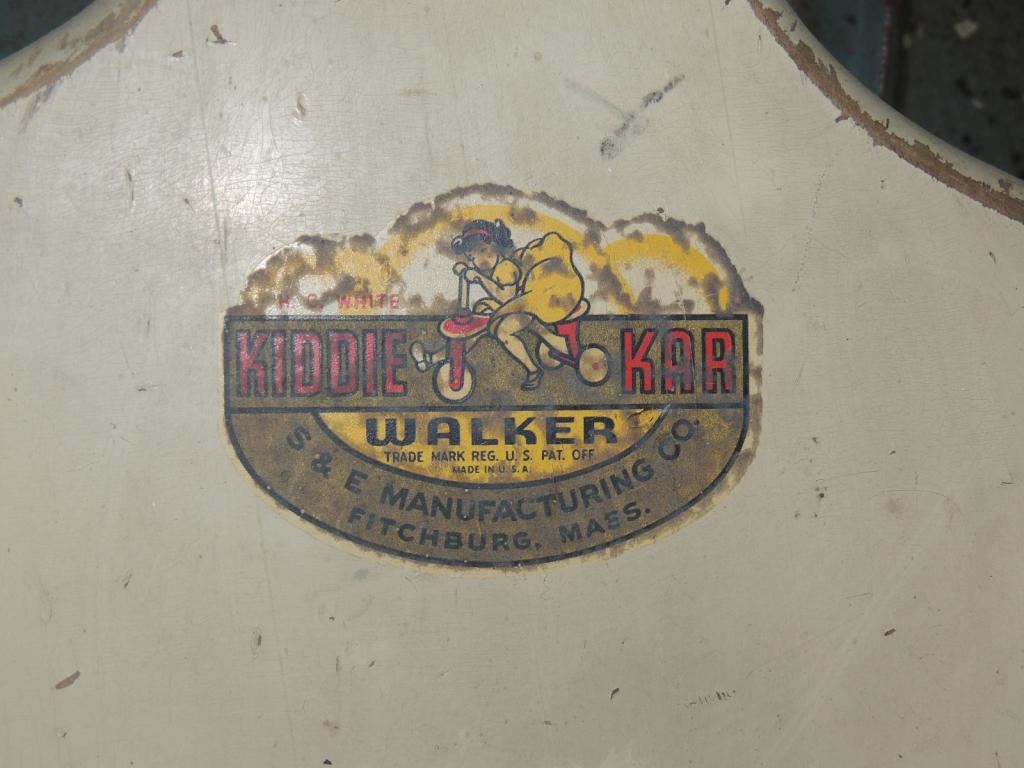 H. C. WHITE
KIDDIE KAR
WALKER
TRADE MARK REG. U. S. PAT. OFF
MADE IN U. S. A.
S & E MANUFACTURING CO.
FITCHBURG, MASS.